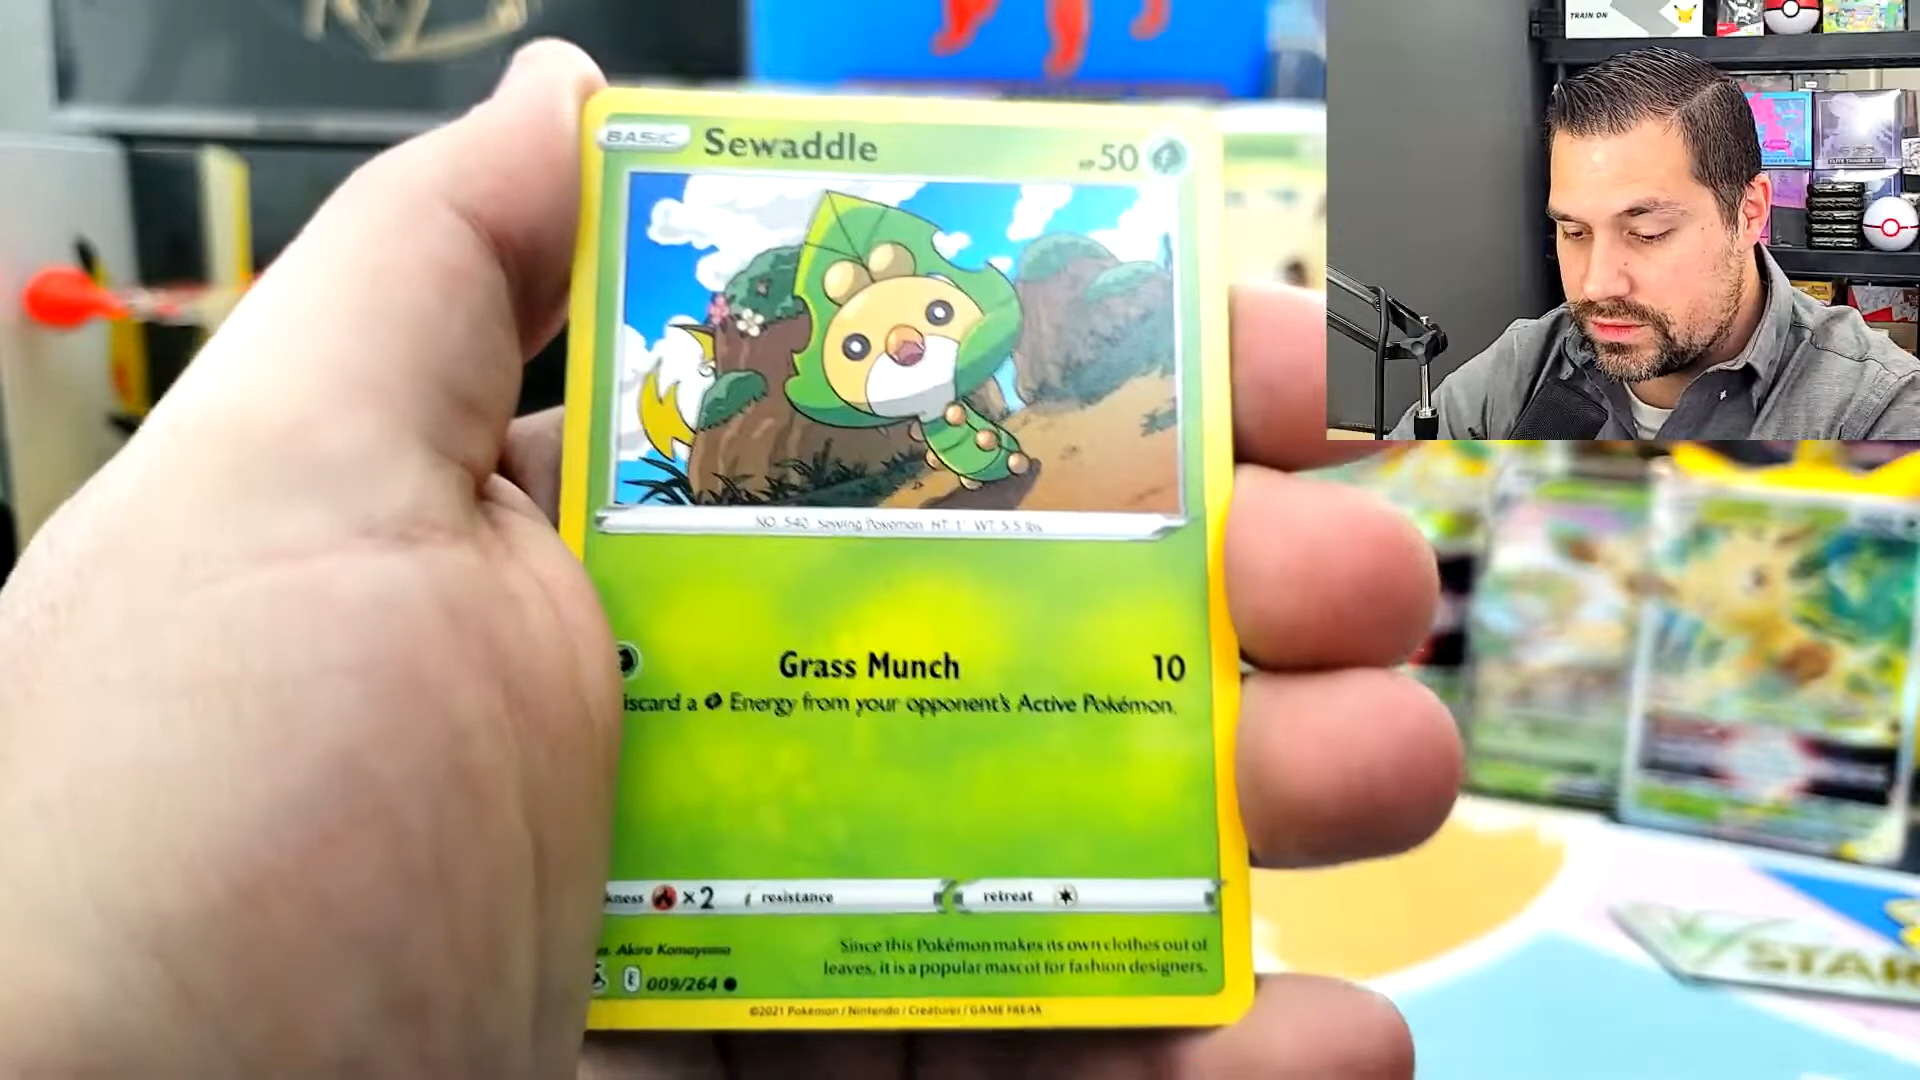 TRAIN ON
BASIC Sewaddle HP 50
NO. 540 Sewing Pokémon HT: 1' WT: 5.5 lbs.
Grass Munch 10
iscard a Energy from your opponent's Active Pokémon.
kness ×2 resistance retreat
s. Akira Komayama
Since this Pokémon makes its own clothes out of
leaves, it is a popular mascot for fashion designers.
E 009/264
©2021 Pokémon / Nintendo / Creatures / GAME FREAK
STAR